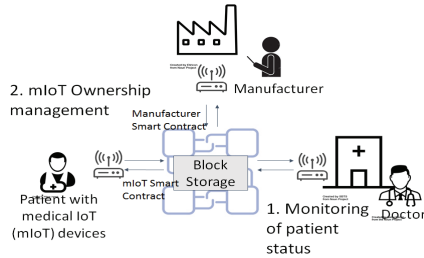 Manufacturer
2. mIoT Ownership
management
Manufacturer
Smart Contract
Block
Storage
mIoT Smart
Contract
Patient with
medical IoT
(mIoT) devices
1. Monitoring
of patient
status
Doctor